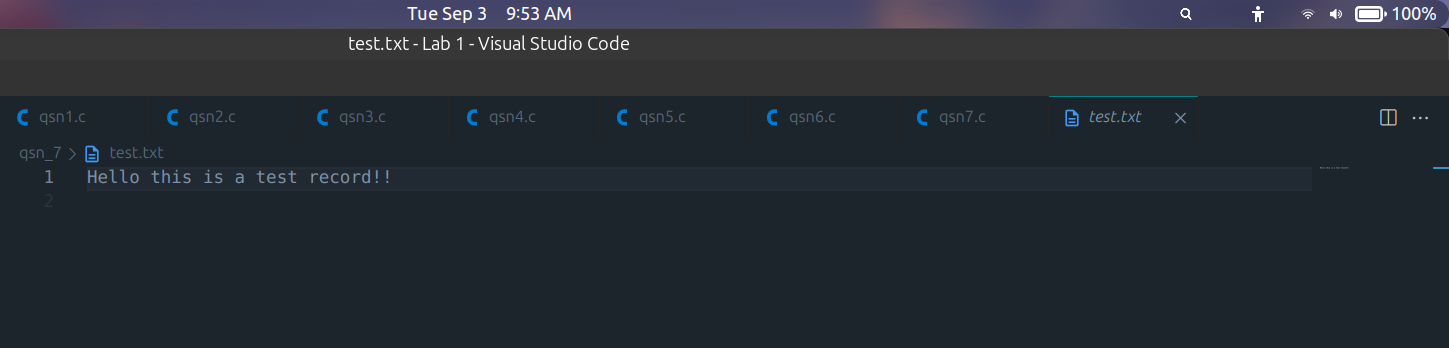 Tue Sep 3 9:53 AM
100%
test.txt - Lab 1 - Visual Studio Code
qsn1.c
qsn2.c
qsn3.c
qsn4.c
qsn5.c
qsn6.c
qsn7.c
test.txt
qsn_7 > test.txt
1 Hello this is a test record!!
2